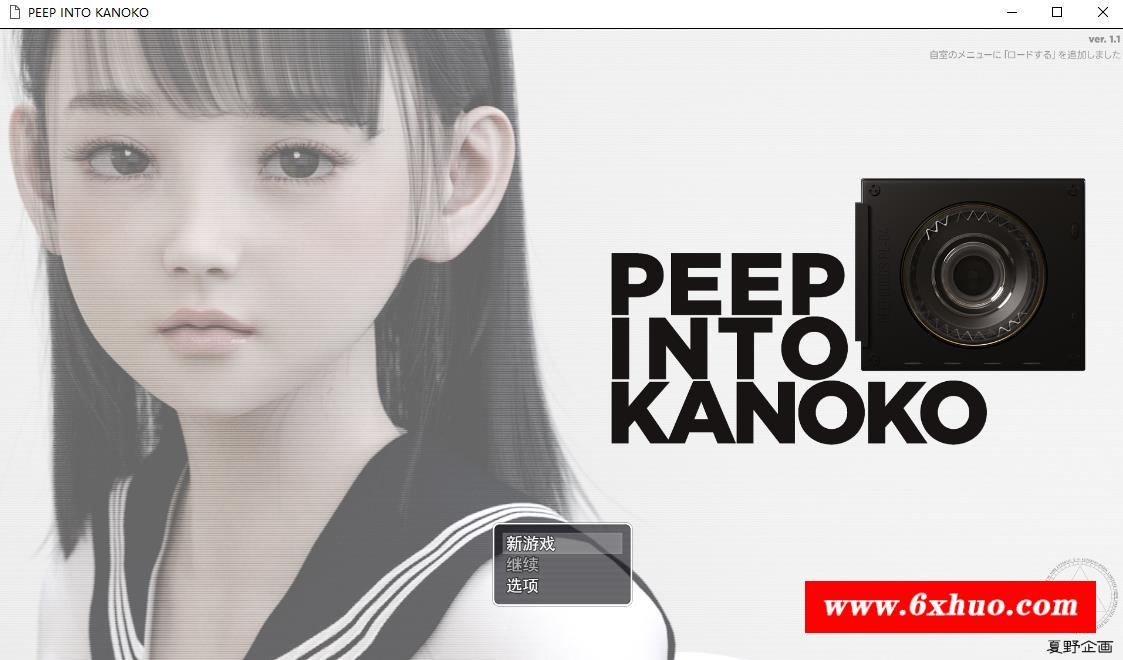 PEEP INTO KANOKO
ver. 1.1
自室のメニューに「ロードする」を追加しました
PEEP
INTO
KANOKO
新游戏
继续
选项
www.6xhuo.com
夏野企画